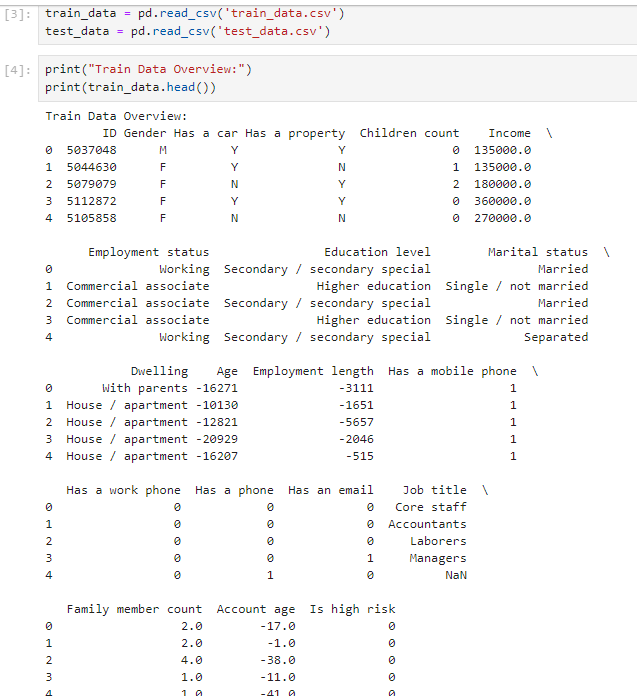 [3]: train_data = pd.read_csv('train_data.csv')
test_data = pd.read_csv('test_data.csv')
[4]: print("Train Data Overview:")
print(train_data.head())
Train Data Overview:
ID Gender Has a car Has a property Children count Income \
0 5037048 M Y Y 0 135000.0
1 5044630 F Y N 1 135000.0
2 5079079 F N Y 2 180000.0
3 5112872 F Y Y 0 360000.0
4 5105858 F N N 0 270000.0
Employment status Education level Marital status \
0 Working Secondary / secondary special Married
1 Commercial associate Higher education Single / not married
2 Commercial associate Secondary / secondary special Married
3 Commercial associate Higher education Single / not married
4 Working Secondary / secondary special Separated
Dwelling Age Employment length Has a mobile phone \
0 With parents -16271 -3111 1
1 House / apartment -10130 -1651 1
2 House / apartment -12821 -5657 1
3 House / apartment -20929 -2046 1
4 House / apartment -16207 -515 1
Has a work phone Has a phone Has an email Job title \
0 0 0 0 Core staff
1 0 0 0 Accountants
2 0 0 0 Laborers
3 0 0 1 Managers
4 0 1 0 NaN
Family member count Account age Is high risk
0 2.0 -17.0 0
1 2.0 -1.0 0
2 4.0 -38.0 0
3 1.0 -11.0 0
4 1.0 -41.0 0